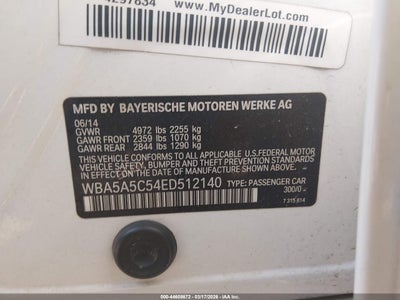 www.MyDealerLot.com
MFD BY BAYERISCHE MOTOREN WERKE AG
06/14
GVWR 4972 lbs 2255 kg
GAWR FRONT 2359 lbs 1070 kg
GAWR REAR 2844 lbs 1290 kg
THIS VEHICLE CONFORMS TO ALL APPLICABLE U.S.FEDERAL MOTOR
VEHICLE SAFETY, BUMPER, AND THEFT PREVENTION STANDARDS IN
EFFECT ON THE DATE OF MANUFACTURE SHOWN ABOVE.
WBA5A5C54ED512140 TYPE: PASSENGER CAR
300/0
7 315 614
000-44608672 - 03/17/2026 - IAA